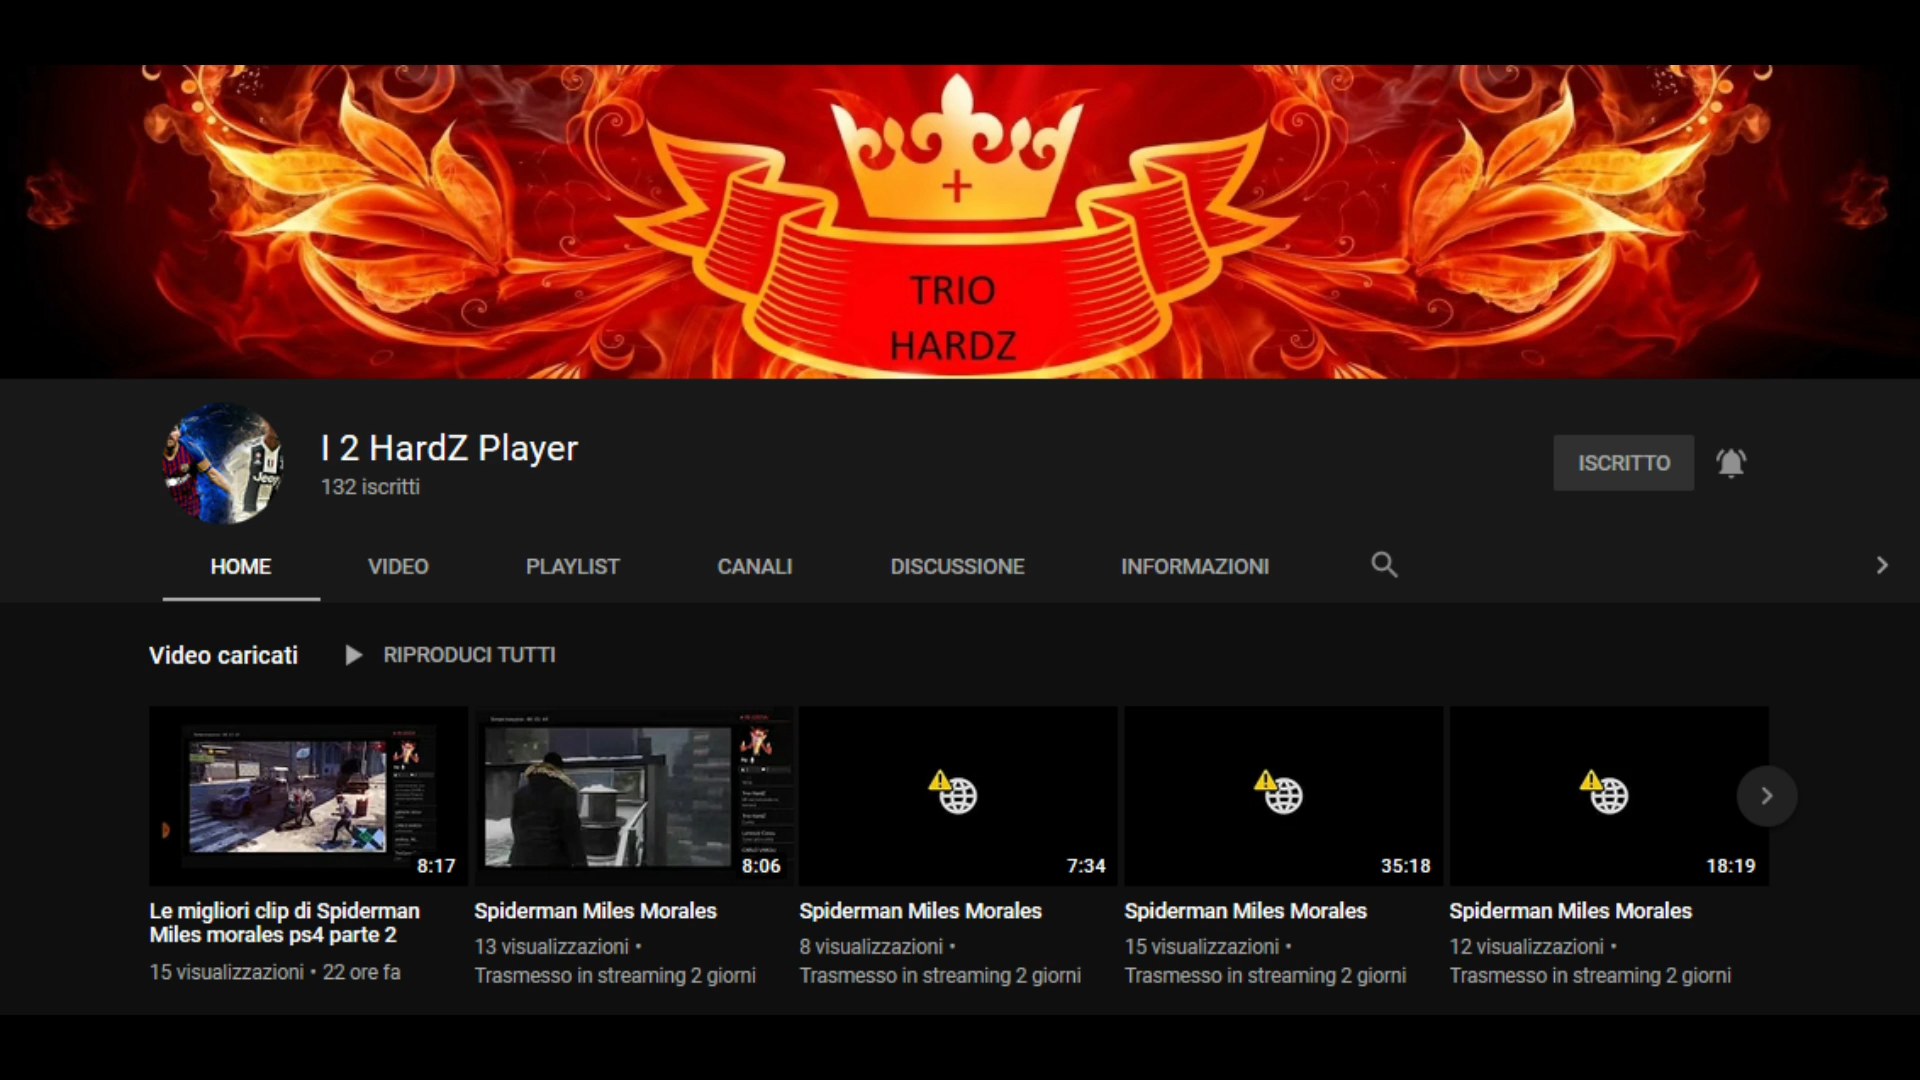 TRIO
HARDZ
I 2 HardZ Player
132 iscritti
ISCRITTO
HOME VIDEO PLAYLIST CANALI DISCUSSIONE INFORMAZIONI
Video caricati RIPRODUCI TUTTI
Jeep
8:17 8:06 7:34 35:18 18:19
Le migliori clip di Spiderman
Miles morales ps4 parte 2
15 visualizzazioni • 22 ore fa
Spiderman Miles Morales
13 visualizzazioni •
Trasmesso in streaming 2 giorni
Spiderman Miles Morales
8 visualizzazioni •
Trasmesso in streaming 2 giorni
Spiderman Miles Morales
15 visualizzazioni •
Trasmesso in streaming 2 giorni
Spiderman Miles Morales
12 visualizzazioni •
Trasmesso in streaming 2 giorni